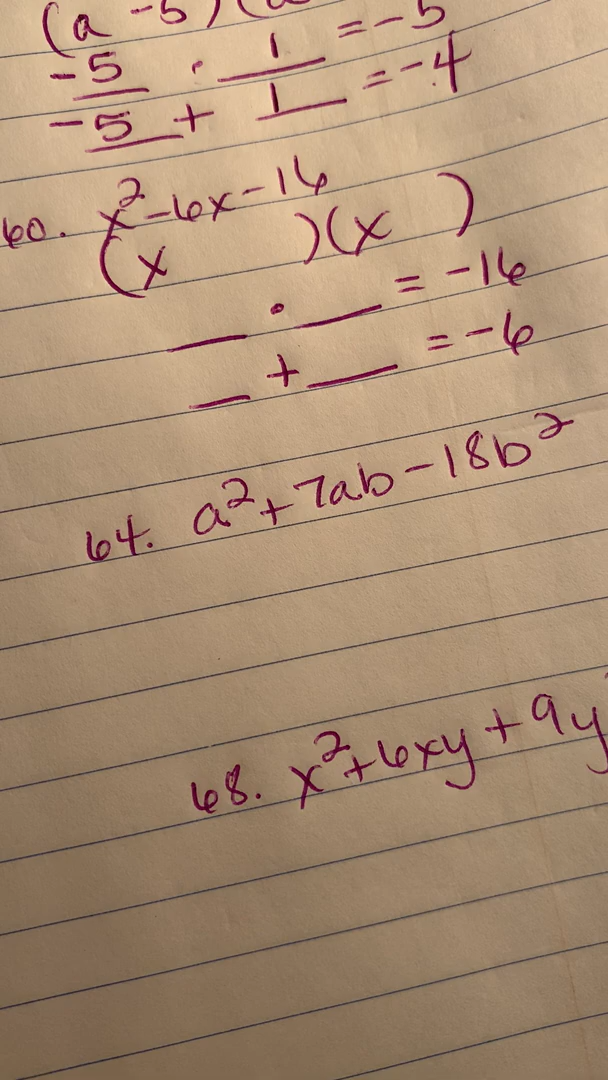 (a -5)(a
-5 · 1 = -5
-5 + 1 = -4
60. x² - 6x - 16
(x )(x )
__ · __ = -16
__ + __ = -6
64. a² + 7ab - 18b²
68. x² + 6xy + 9y